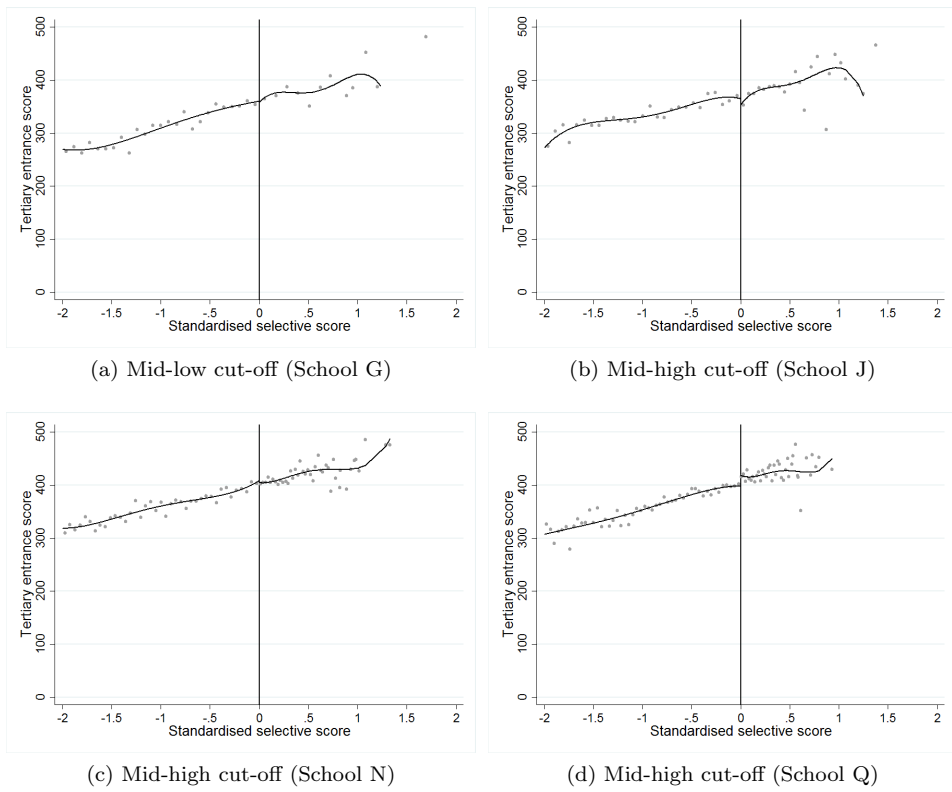 500
400
300
200
100
0
Tertiary entrance score
-2 -1.5 -1 -.5 0 .5 1 1.5 2
Standardised selective score
(a) Mid-low cut-off (School G)
500
400
300
200
100
0
Tertiary entrance score
-2 -1.5 -1 -.5 0 .5 1 1.5 2
Standardised selective score
(b) Mid-high cut-off (School J)
500
400
300
200
100
0
Tertiary entrance score
-2 -1.5 -1 -.5 0 .5 1 1.5 2
Standardised selective score
(c) Mid-high cut-off (School N)
500
400
300
200
100
0
Tertiary entrance score
-2 -1.5 -1 -.5 0 .5 1 1.5 2
Standardised selective score
(d) Mid-high cut-off (School Q)